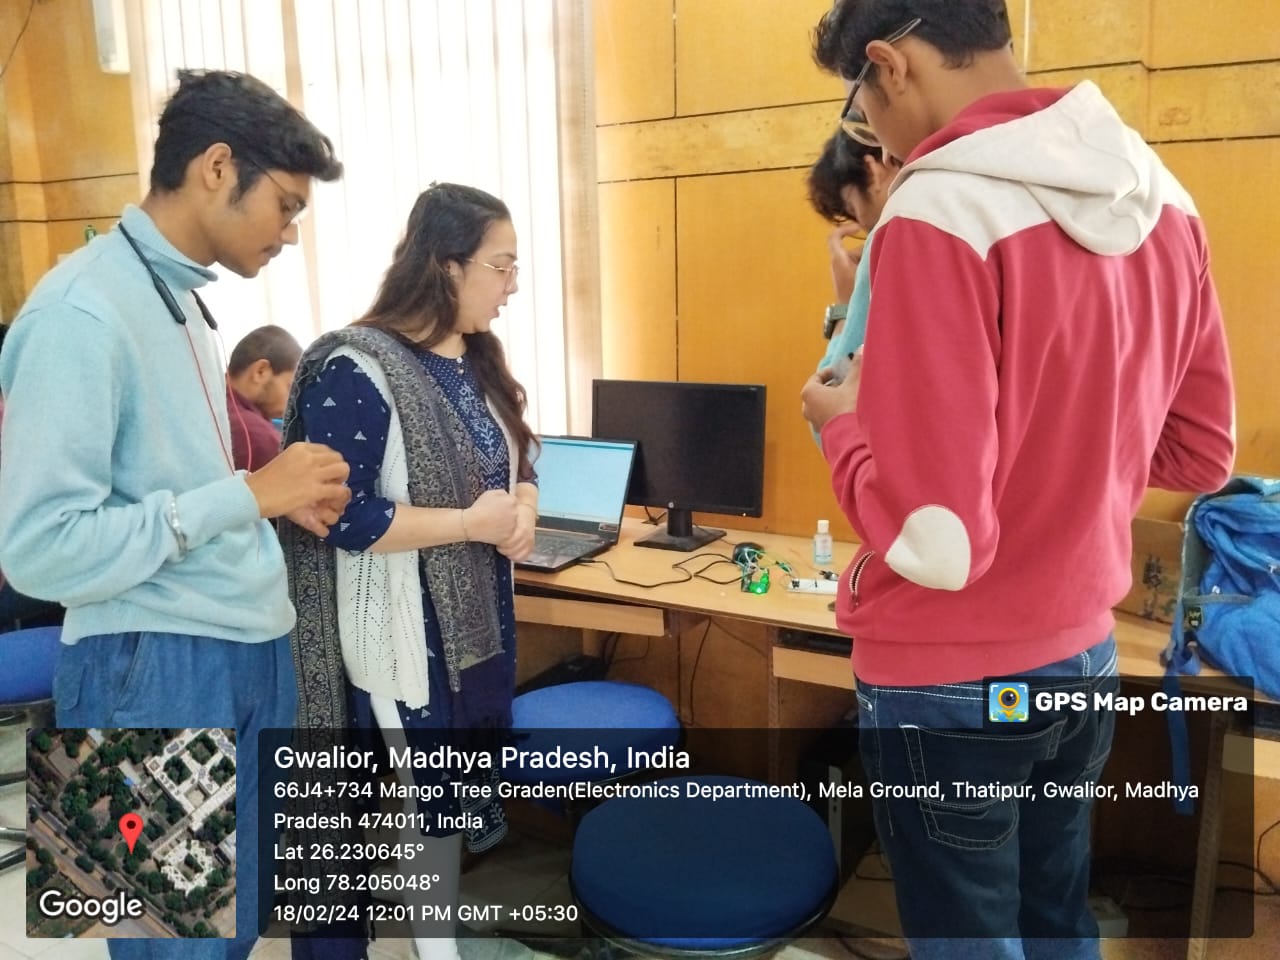 GPS Map Camera
Gwalior, Madhya Pradesh, India
66J4+734 Mango Tree Graden(Electronics Department), Mela Ground, Thatipur, Gwalior, Madhya
Pradesh 474011, India
Lat 26.230645°
Long 78.205048°
18/02/24 12:01 PM GMT +05:30
Google